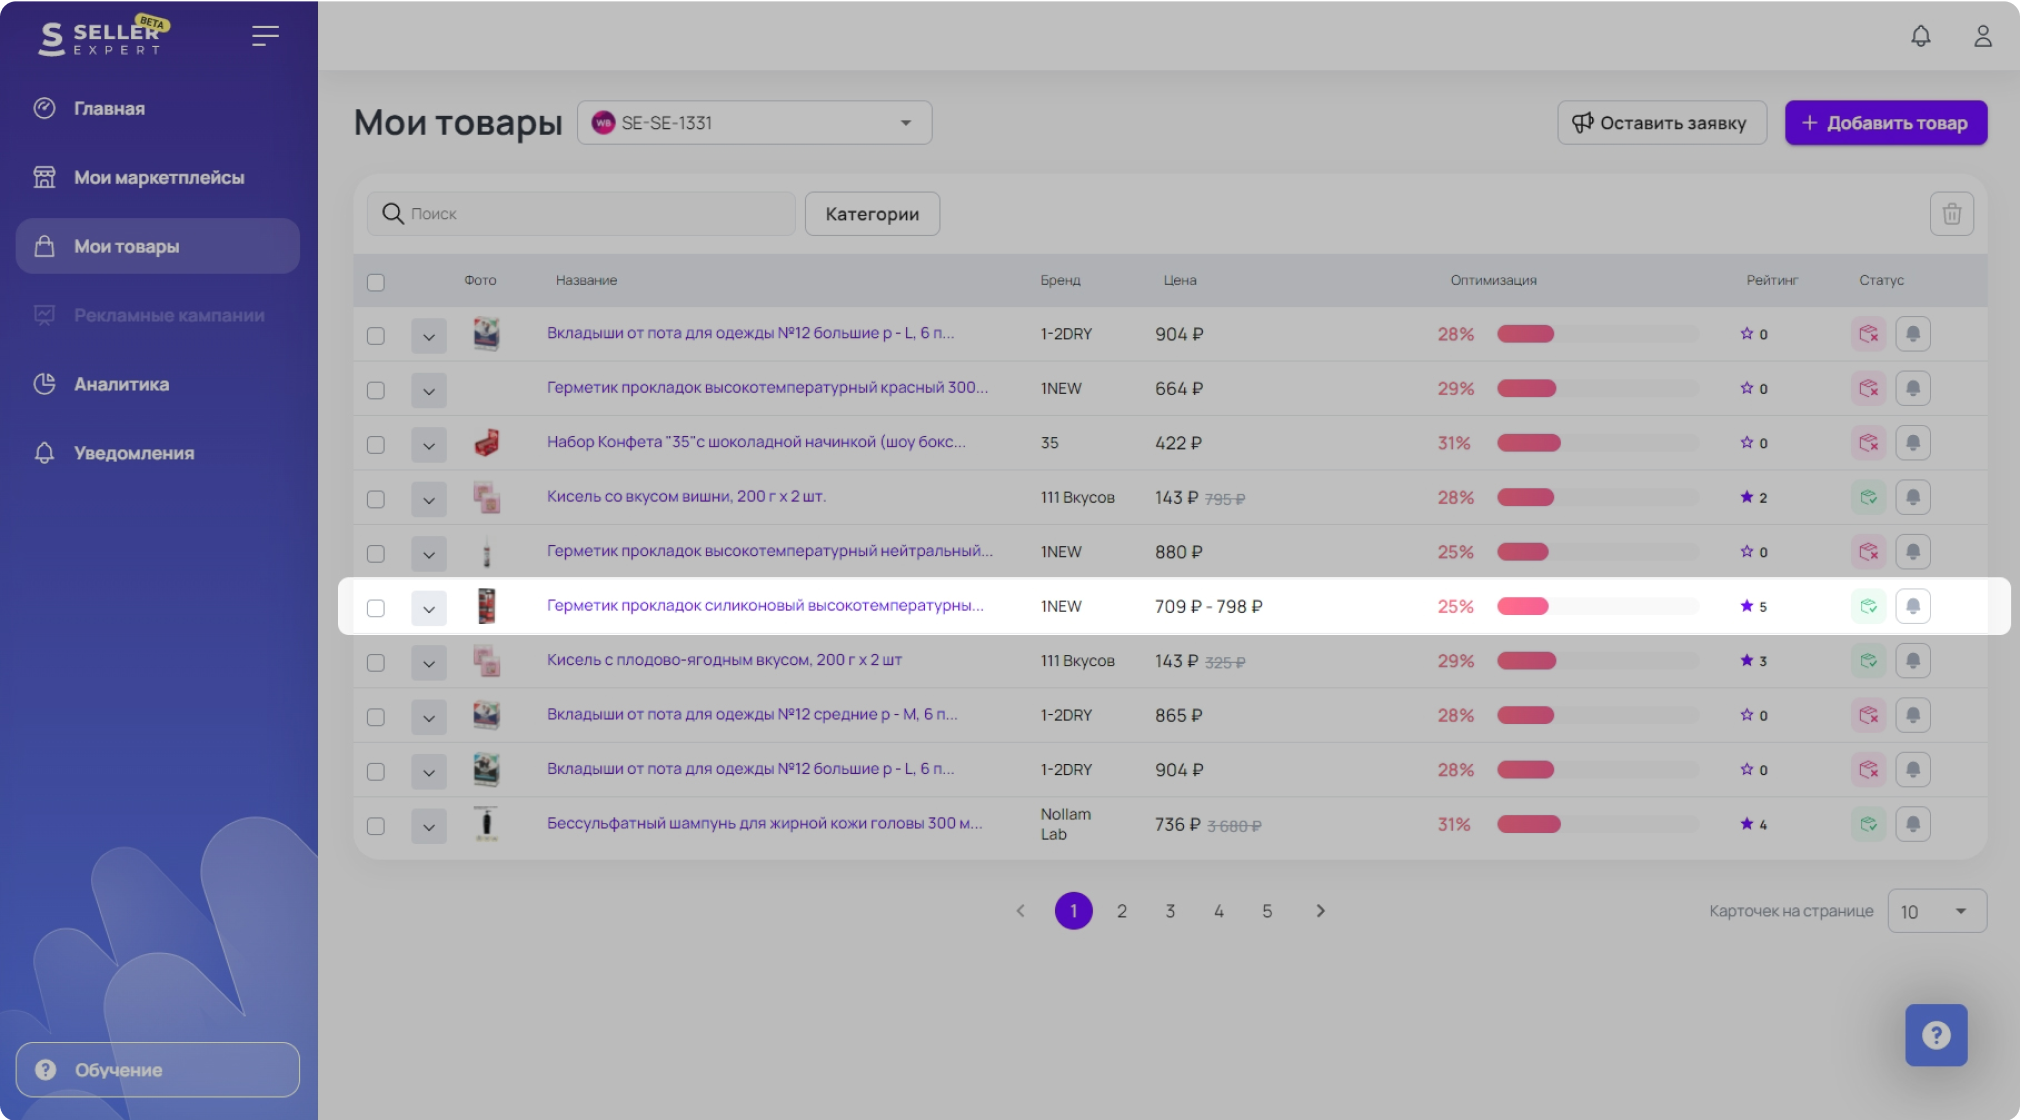 SELLER BETA
EXPERT
Главная
Мои маркетплейсы
Мои товары
Рекламные кампании
Аналитика
Уведомления
Обучение
Мои товары
WB SE-SE-1331
Оставить заявку
+ Добавить товар
Поиск
Категории
Фото Название Бренд Цена Оптимизация Рейтинг Статус
Вкладыши от пота для одежды №12 большие р - L, 6 п... 1-2DRY 904 ₽ 28% 0
Герметик прокладок высокотемпературный красный 300... 1NEW 664 ₽ 29% 0
Набор Конфета "35"с шоколадной начинкой (шоу бокс... 35 422 ₽ 31% 0
Кисель со вкусом вишни, 200 г х 2 шт. 111 Вкусов 143 ₽ 795 ₽ 28% 2
Герметик прокладок высокотемпературный нейтральный... 1NEW 880 ₽ 25% 0
Герметик прокладок силиконовый высокотемпературны... 1NEW 709 ₽ - 798 ₽ 25% 5
Кисель с плодово-ягодным вкусом, 200 г х 2 шт 111 Вкусов 143 ₽ 325 ₽ 29% 3
Вкладыши от пота для одежды №12 средние р - M, 6 п... 1-2DRY 865 ₽ 28% 0
Вкладыши от пота для одежды №12 большие р - L, 6 п... 1-2DRY 904 ₽ 28% 0
Бессульфатный шампунь для жирной кожи головы 300 м... Nollam Lab 736 ₽ 3 680 ₽ 31% 4
1 2 3 4 5
Карточек на странице 10